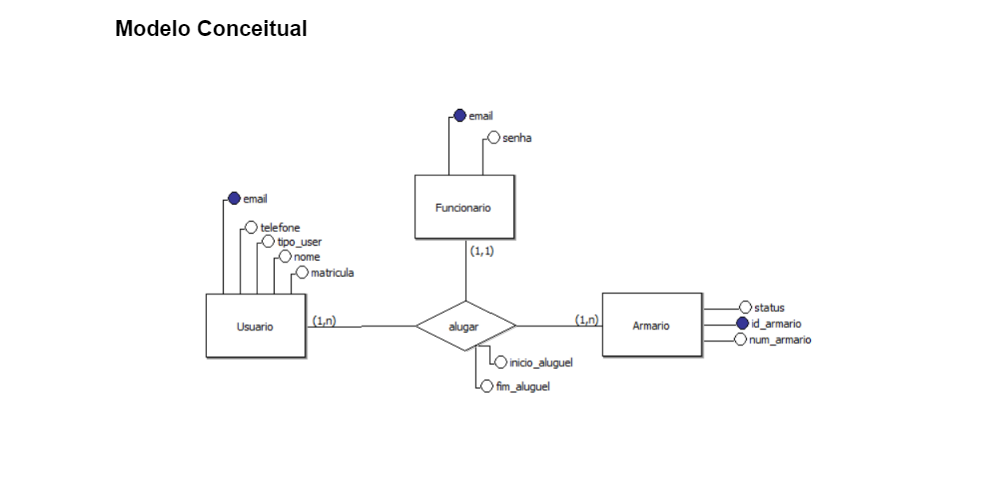 Modelo Conceitual
email
senha
Funcionario
(1,1)
email
telefone
tipo_user
nome
matricula
Usuario
(1,n)
alugar
(1,n)
Armario
status
id_armario
num_armario
inicio_aluguel
fim_aluguel